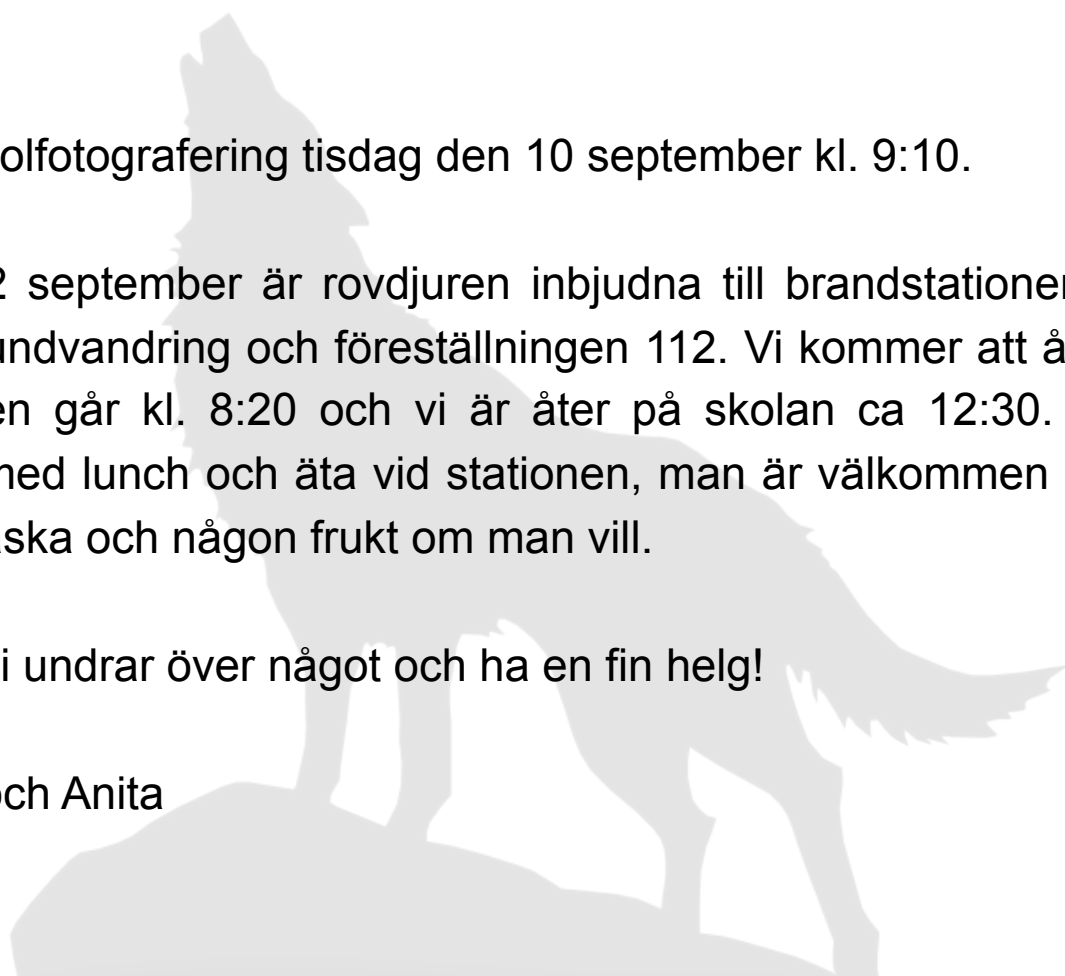 olfotografering tisdag den 10 september kl. 9:10.
2 september är rovdjuren inbjudna till brandstationen
undvandring och föreställningen 112. Vi kommer att å
en går kl. 8:20 och vi är åter på skolan ca 12:30.
med lunch och äta vid stationen, man är välkommen
aska och någon frukt om man vill.
i undrar över något och ha en fin helg!
och Anita